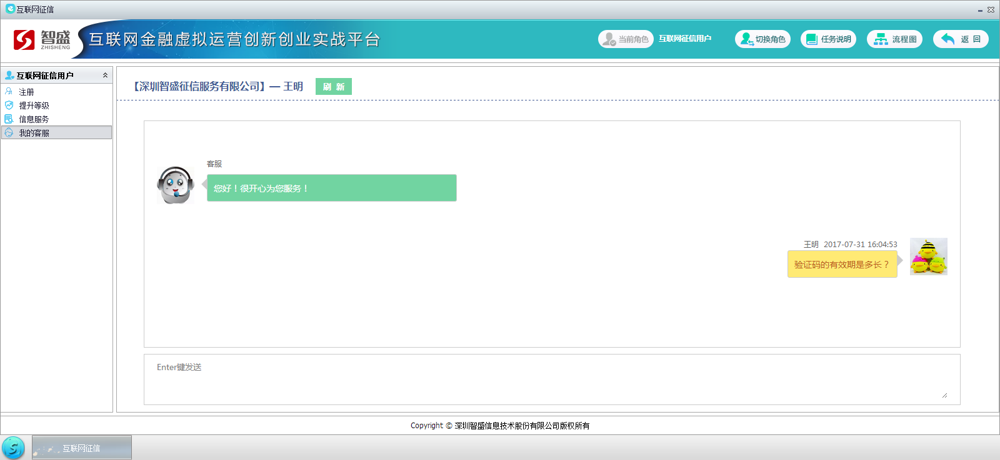 互联网征信
智盛
ZHISHENG
互联网金融虚拟运营创新创业实战平台
当前角色
互联网征信用户
切换角色
任务说明
流程图
返 回
互联网征信用户
注册
提升等级
信息服务
我的客服
【深圳智盛征信服务有限公司】— 王明
刷 新
客服
您好！很开心为您服务！
王明 2017-07-31 16:04:53
验证码的有效期是多长？
Enter键发送
Copyright © 深圳智盛信息技术股份有限公司版权所有
互联网征信